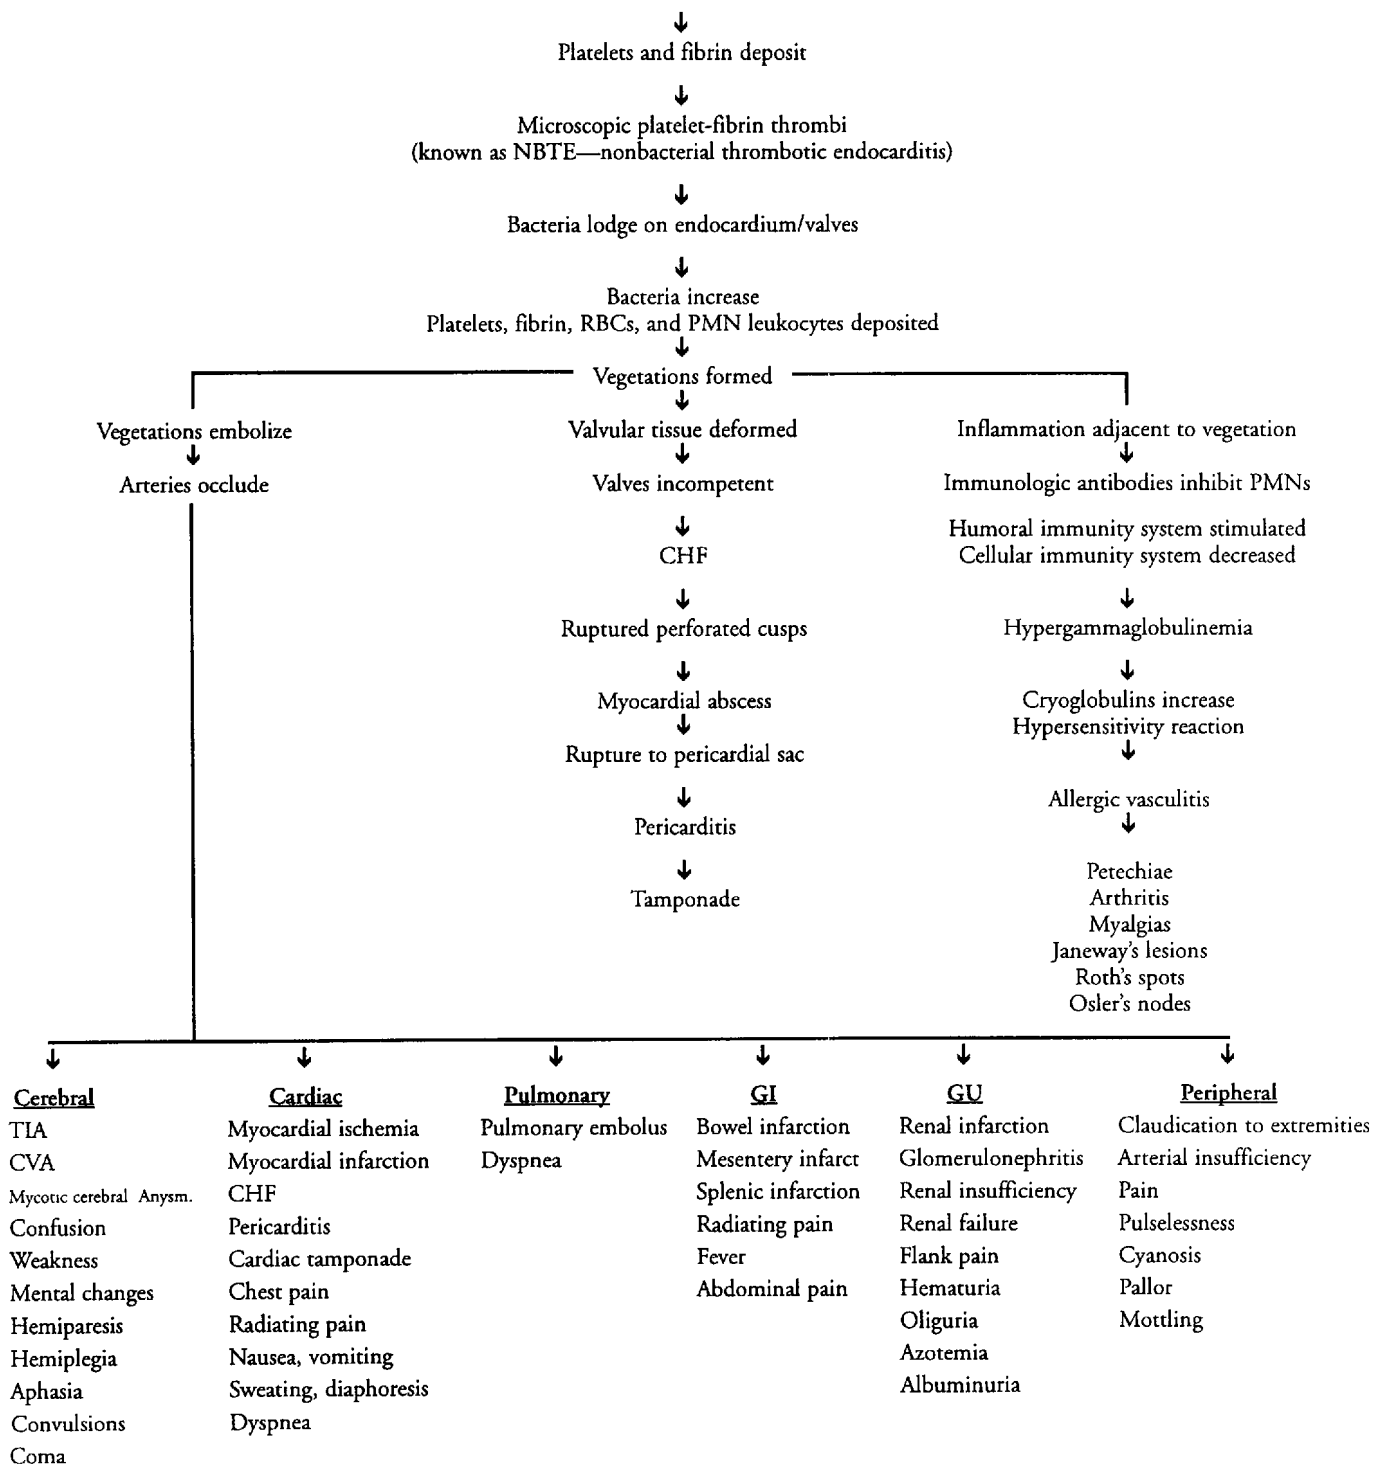 Platelets and fibrin deposit
Microscopic platelet-fibrin thrombi
(known as NBTE—nonbacterial thrombotic endocarditis)
Bacteria lodge on endocardium/valves
Bacteria increase
Platelets, fibrin, RBCs, and PMN leukocytes deposited
Vegetations formed
Vegetations embolize
Arteries occlude
Valvular tissue deformed
Valves incompetent
CHF
Ruptured perforated cusps
Myocardial abscess
Rupture to pericardial sac
Pericarditis
Tamponade
Inflammation adjacent to vegetation
Immunologic antibodies inhibit PMNs
Humoral immunity system stimulated
Cellular immunity system decreased
Hypergammaglobulinemia
Cryoglobulins increase
Hypersensitivity reaction
Allergic vasculitis
Petechiae
Arthritis
Myalgias
Janeway's lesions
Roth's spots
Osler's nodes
Cerebral
TIA
CVA
Mycotic cerebral Anysm.
Confusion
Weakness
Mental changes
Hemiparesis
Hemiplegia
Aphasia
Convulsions
Coma
Cardiac
Myocardial ischemia
Myocardial infarction
CHF
Pericarditis
Cardiac tamponade
Chest pain
Radiating pain
Nausea, vomiting
Sweating, diaphoresis
Dyspnea
Pulmonary
Pulmonary embolus
Dyspnea
GI
Bowel infarction
Mesentery infarct
Splenic infarction
Radiating pain
Fever
Abdominal pain
GU
Renal infarction
Glomerulonephritis
Renal insufficiency
Renal failure
Flank pain
Hematuria
Oliguria
Azotemia
Albuminuria
Peripheral
Claudication to extremities
Arterial insufficiency
Pain
Pulselessness
Cyanosis
Pallor
Mottling